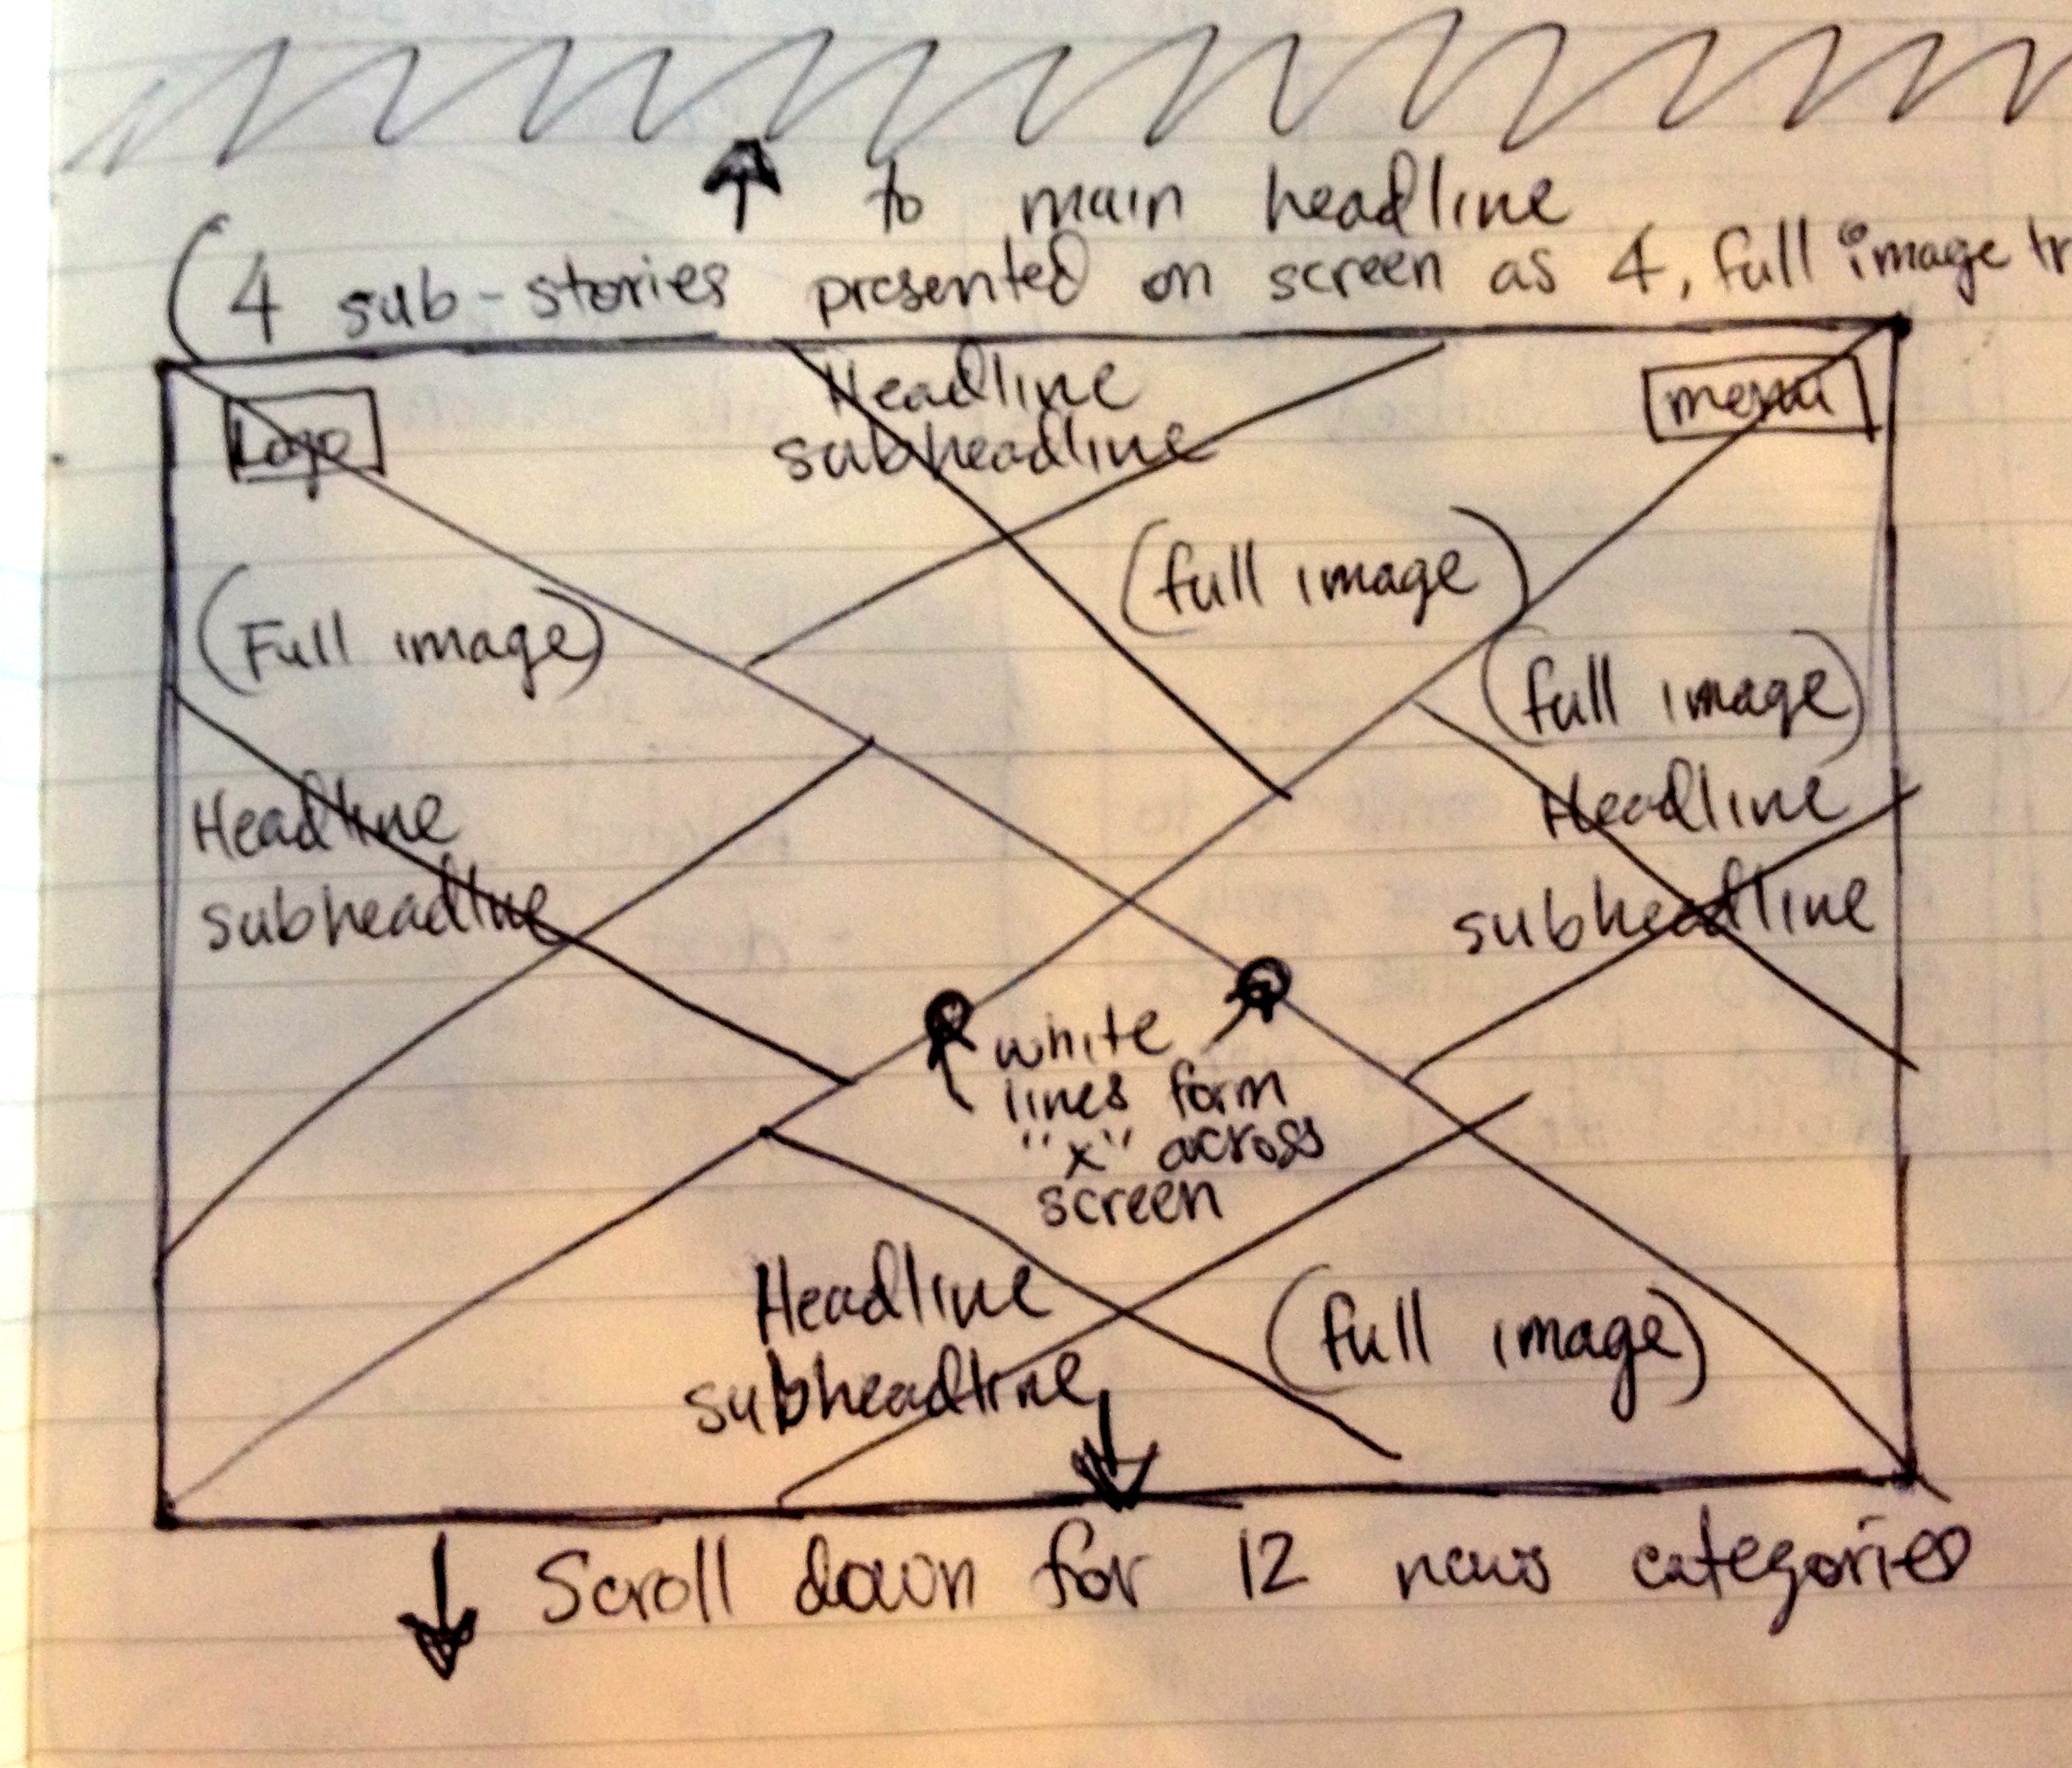 to main headline
(4 sub-stories presented on screen as 4, full image tr
Logo
Headline
subheadline
menu
(full image)
(Full image)
(full image)
Headline
subheadline
Headline
subheadline
white
lines form
"x" across
screen
Headline
subheadline
(full image)
Scroll down for 12 news categories